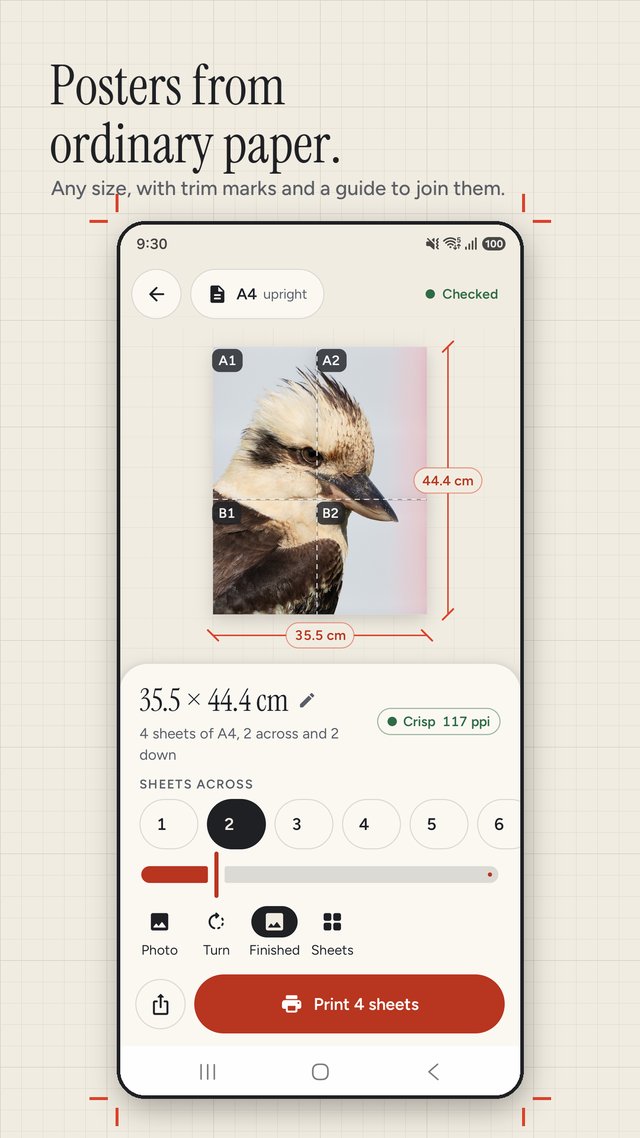 Posters from
ordinary paper.
Any size, with trim marks and a guide to join them.
9:30
100
A4 upright
Checked
A1
A2
44.4 cm
B1
B2
35.5 cm
35.5 × 44.4 cm
4 sheets of A4, 2 across and 2
down
Crisp 117 ppi
SHEETS ACROSS
1 2 3 4 5 6
Photo Turn Finished Sheets
Print 4 sheets